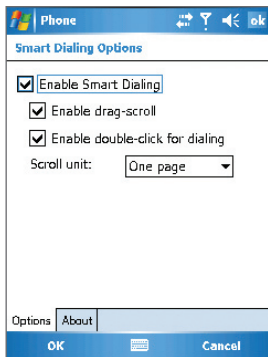 Phone
ok
Smart Dialing Options
Enable Smart Dialing
Enable drag-scroll
Enable double-click for dialing
Scroll unit: One page
Options About
OK Cancel